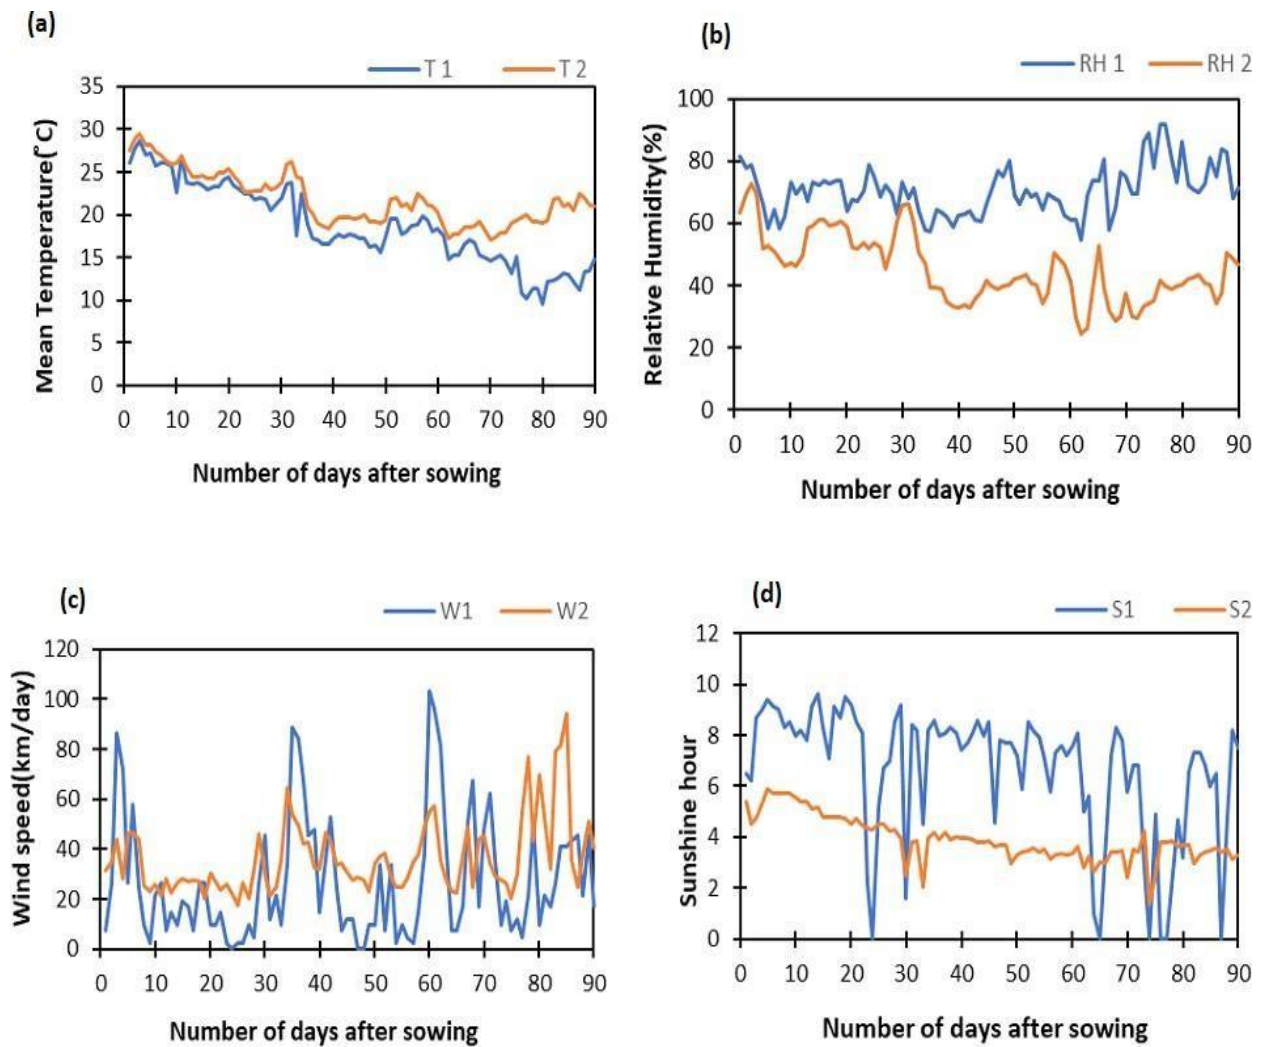 (a)
T 1 T 2
35
30
25
20
15
10
5
0
0 10 20 30 40 50 60 70 80 90
Mean Temperature(°C)
Number of days after sowing
(b)
RH 1 RH 2
100
80
60
40
20
0
0 10 20 30 40 50 60 70 80 90
Relative Humidity(%)
Number of days after sowing
(c)
W1 W2
120
100
80
60
40
20
0
0 10 20 30 40 50 60 70 80 90
Wind speed(km/day)
Number of days after sowing
(d)
S1 S2
12
10
8
6
4
2
0
0 10 20 30 40 50 60 70 80 90
Sunshine hour
Number of days after sowing